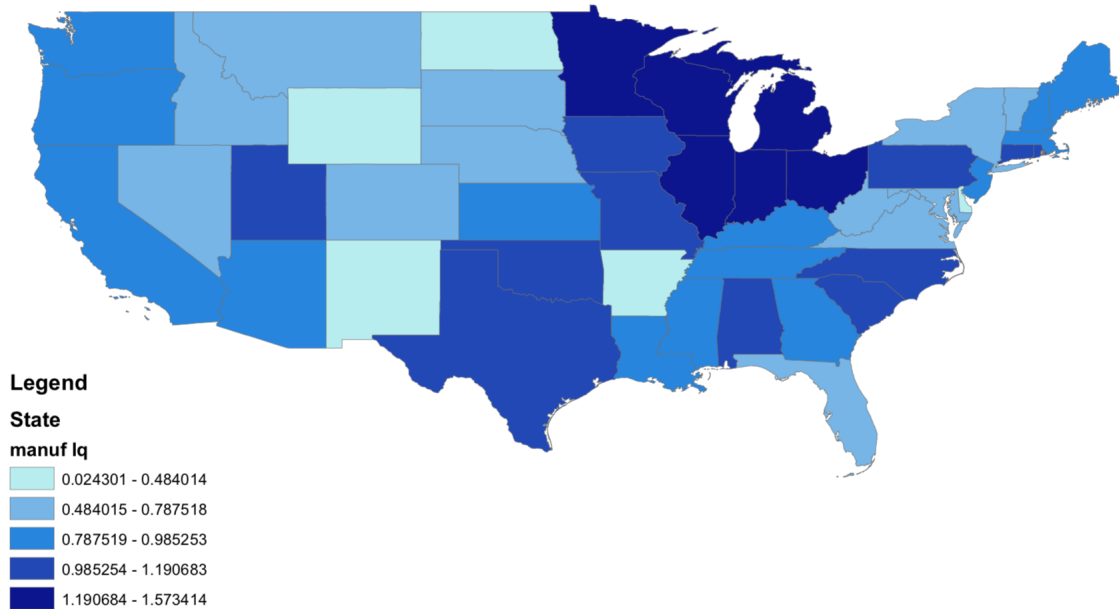 Legend
State
manuf lq
0.024301 - 0.484014
0.484015 - 0.787518
0.787519 - 0.985253
0.985254 - 1.190683
1.190684 - 1.573414